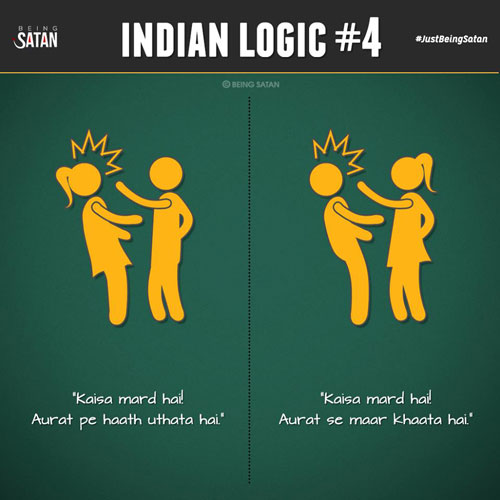 BEING
SATAN
INDIAN LOGIC #4
#JustBeingSatan
© BEING SATAN
"Kaisa mard hai!
Aurat pe haath uthata hai."
"Kaisa mard hai!
Aurat se maar khaata hai."